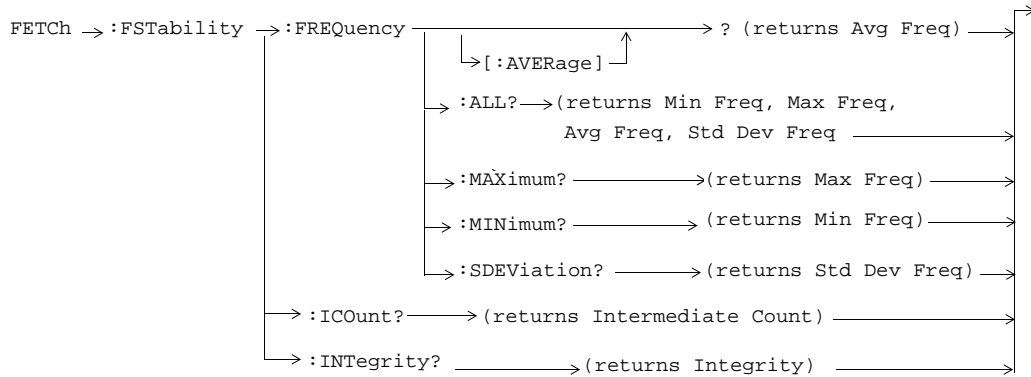 FETCh :FSTability :FREQuency ? (returns Avg Freq)
[:AVERage]
:ALL? (returns Min Freq, Max Freq,
Avg Freq, Std Dev Freq
:MAXimum? (returns Max Freq)
:MINimum? (returns Min Freq)
:SDEViation? (returns Std Dev Freq)
:ICOunt? (returns Intermediate Count)
:INTegrity? (returns Integrity)